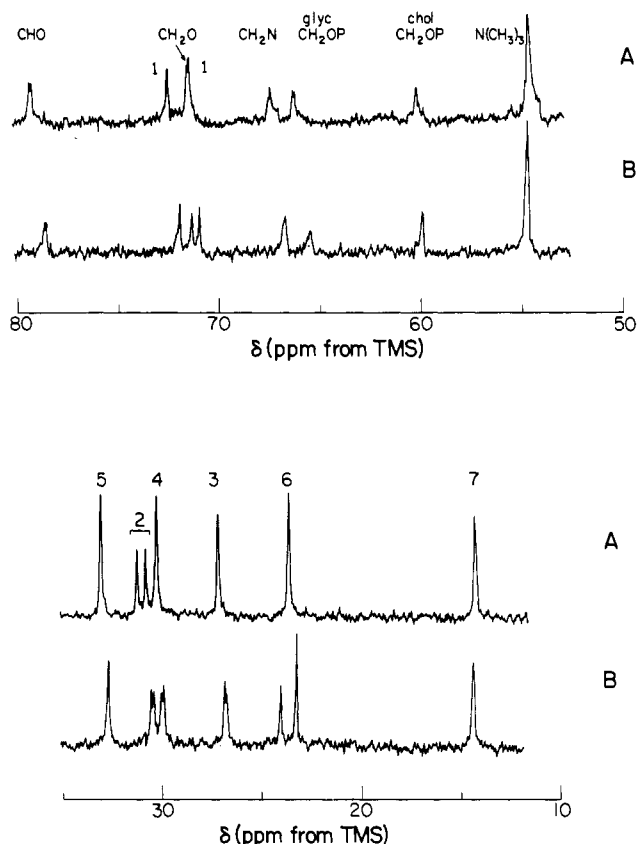 CHO CH₂O CH₂N glyc CH₂OP chol CH₂OP N(CH₃)₃
1 1 A
B
80 70 60 50
δ (ppm from TMS)
5 2 4 3 6 7
A
B
30 20 10
δ (ppm from TMS)